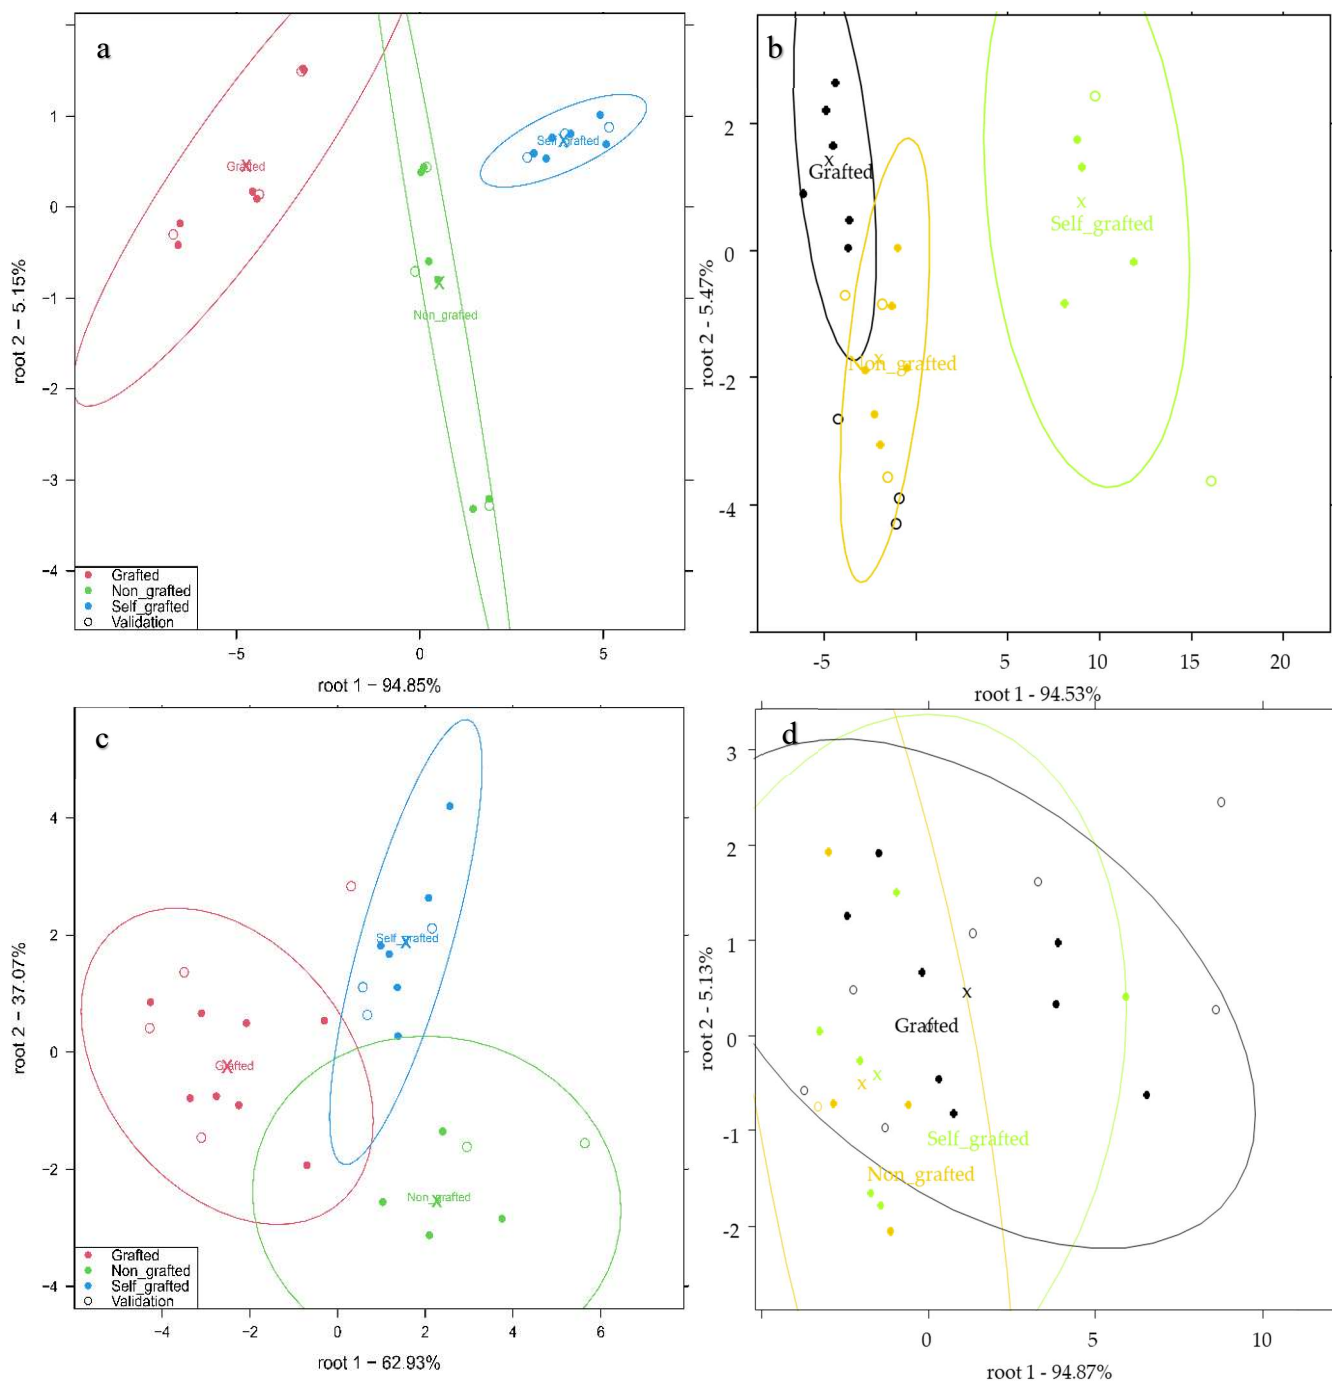 a
1
0
−1
−2
−3
−4
root 2 − 5.15%
Grafted
Self_grafted
Non_grafted
Grafted
Non_grafted
Self_grafted
Validation
−5
0
5
root 1 − 94.85%
b
2
0
-2
-4
root 2 - 5.47%
Grafted
Self_grafted
Non_grafted
-5
5
10
15
20
root 1 - 94.53%
c
4
2
0
−2
−4
root 2 − 37.07%
Self_grafted
Grafted
Non_grafted
Grafted
Non_grafted
Self_grafted
Validation
−4
−2
0
2
4
6
root 1 − 62.93%
d
3
2
1
0
-1
-2
root 2 - 5.13%
Grafted
Self_grafted
Non_grafted
0
5
10
root 1 - 94.87%